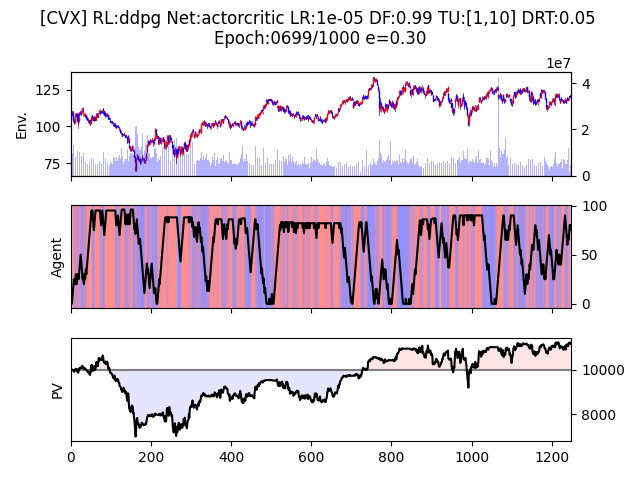 [CVX] RL:ddpg Net:actorcritic LR:1e-05 DF:0.99 TU:[1,10] DRT:0.05
Epoch:0699/1000 e=0.30
1e7
125
100
75
Env.
4
2
0
Agent
100
50
0
PV
10000
8000
0 200 400 600 800 1000 1200